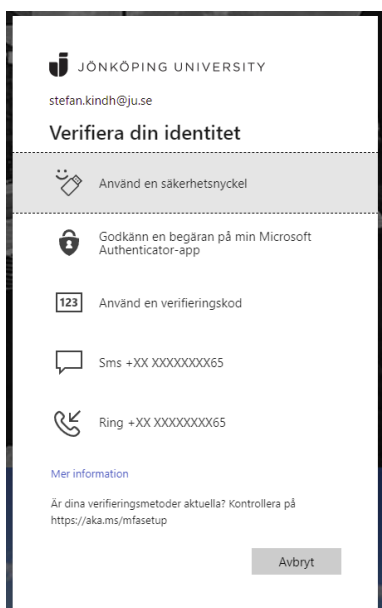 JÖNKÖPING UNIVERSITY
stefan.kindh@ju.se
Verifiera din identitet
Använd en säkerhetsnyckel
Godkänn en begäran på min Microsoft
Authenticator-app
123 Använd en verifieringskod
Sms +XX XXXXXXXX65
Ring +XX XXXXXXXX65
Mer information
Är dina verifieringsmetoder aktuella? Kontrollera på
https://aka.ms/mfasetup
Avbryt